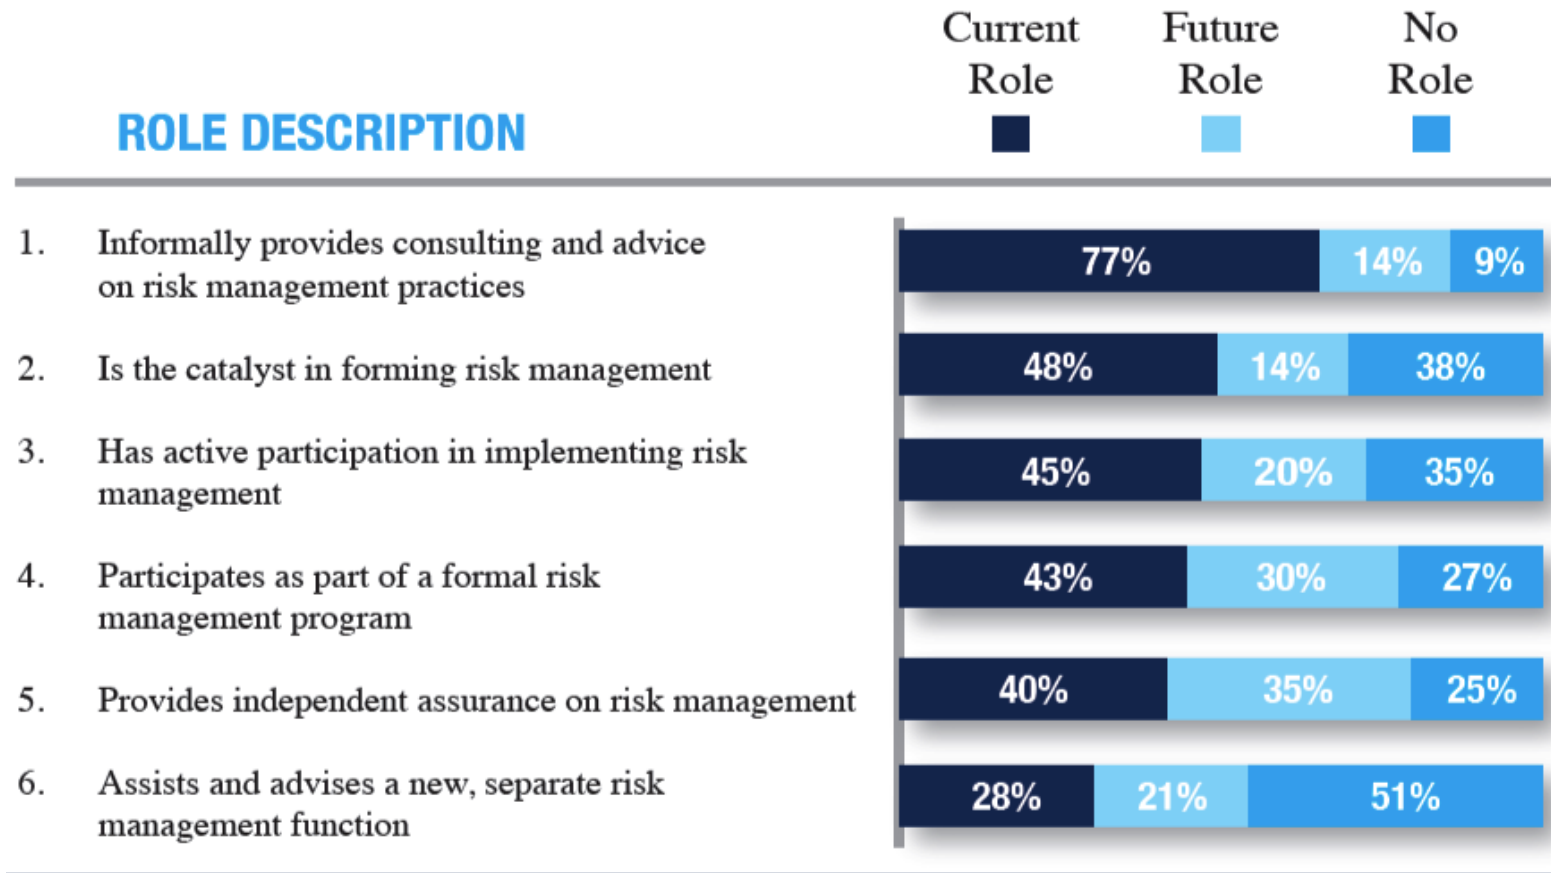 Current Future No
Role Role Role
ROLE DESCRIPTION
1. Informally provides consulting and advice
on risk management practices
77% 14% 9%
2. Is the catalyst in forming risk management
48% 14% 38%
3. Has active participation in implementing risk
management
45% 20% 35%
4. Participates as part of a formal risk
management program
43% 30% 27%
5. Provides independent assurance on risk management
40% 35% 25%
6. Assists and advises a new, separate risk
management function
28% 21% 51%